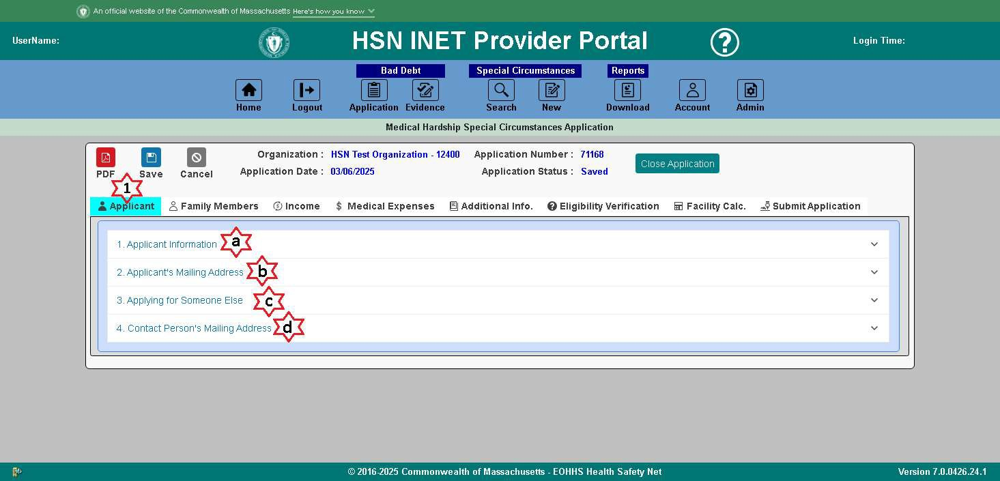 An official website of the Commonwealth of Massachusetts Here's how you know
UserName:
HSN INET Provider Portal
?
Login Time:
Bad Debt Special Circumstances Reports
Home Logout Application Evidence Search New Download Account Admin
Medical Hardship Special Circumstances Application
Organization : HSN Test Organization - 12400 Application Number : 71168
Close Application
PDF Save Cancel Application Date : 03/06/2025 Application Status : Saved
1
Applicant Family Members Income $ Medical Expenses Additional Info. Eligibility Verification Facility Calc. Submit Application
1. Applicant Information a
2. Applicant's Mailing Address b
3. Applying for Someone Else c
4. Contact Person's Mailing Address d
© 2016-2025 Commonwealth of Massachusetts - EOHHS Health Safety Net
Version 7.0.0426.24.1